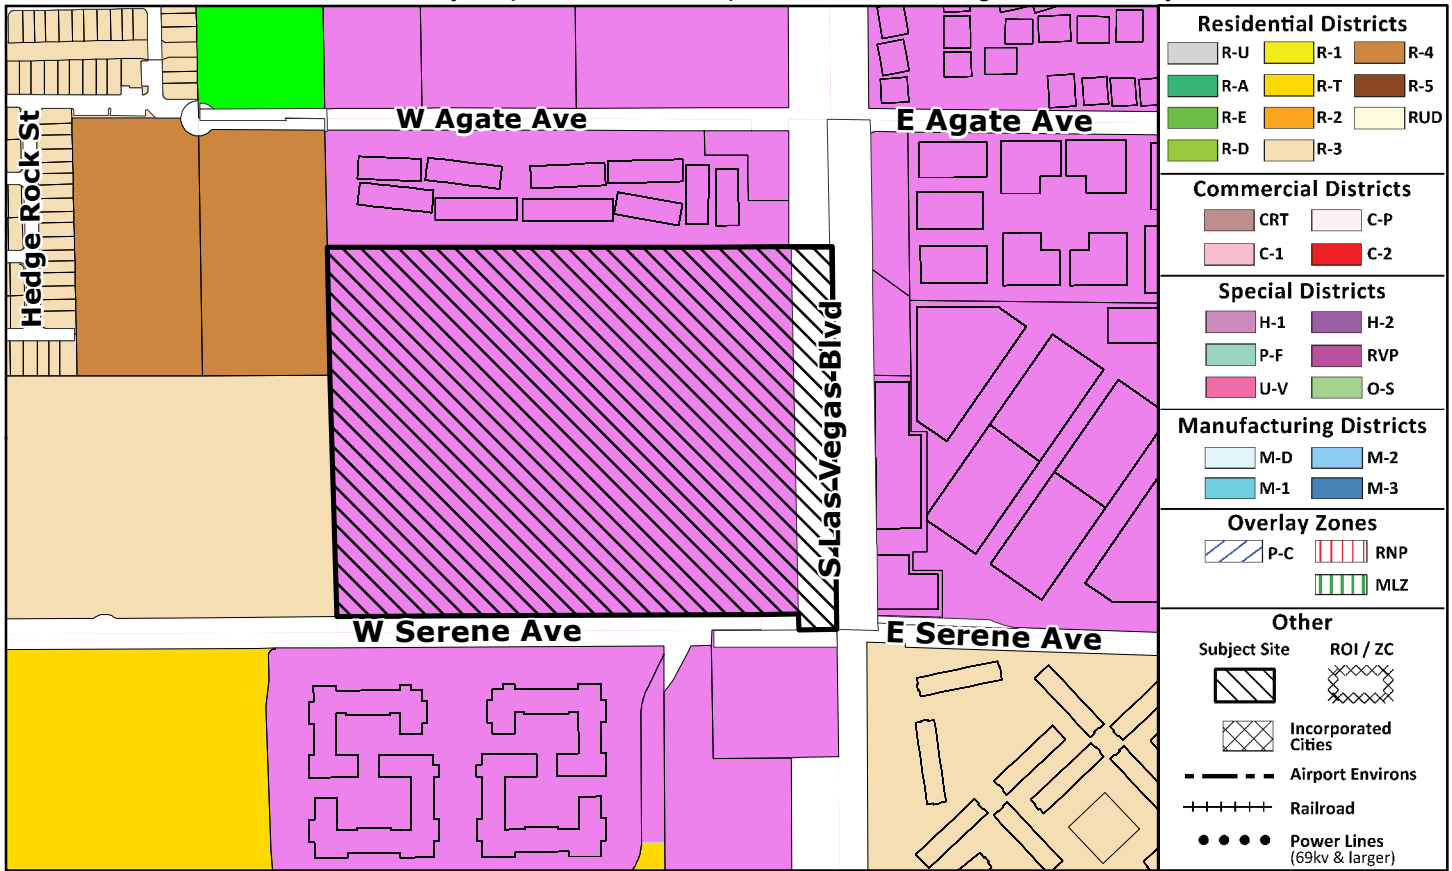 W Agate Ave
E Agate Ave
Hedge Rock St
S Las Vegas Blvd
W Serene Ave
E Serene Ave
Residential Districts
R-U R-1 R-4
R-A R-T R-5
R-E R-2 RUD
R-D R-3
Commercial Districts
CRT C-P
C-1 C-2
Special Districts
H-1 H-2
P-F RVP
U-V O-S
Manufacturing Districts
M-D M-2
M-1 M-3
Overlay Zones
P-C RNP
MLZ
Other
Subject Site ROI / ZC
Incorporated
Cities
Airport Environs
Railroad
Power Lines
(69kv & larger)